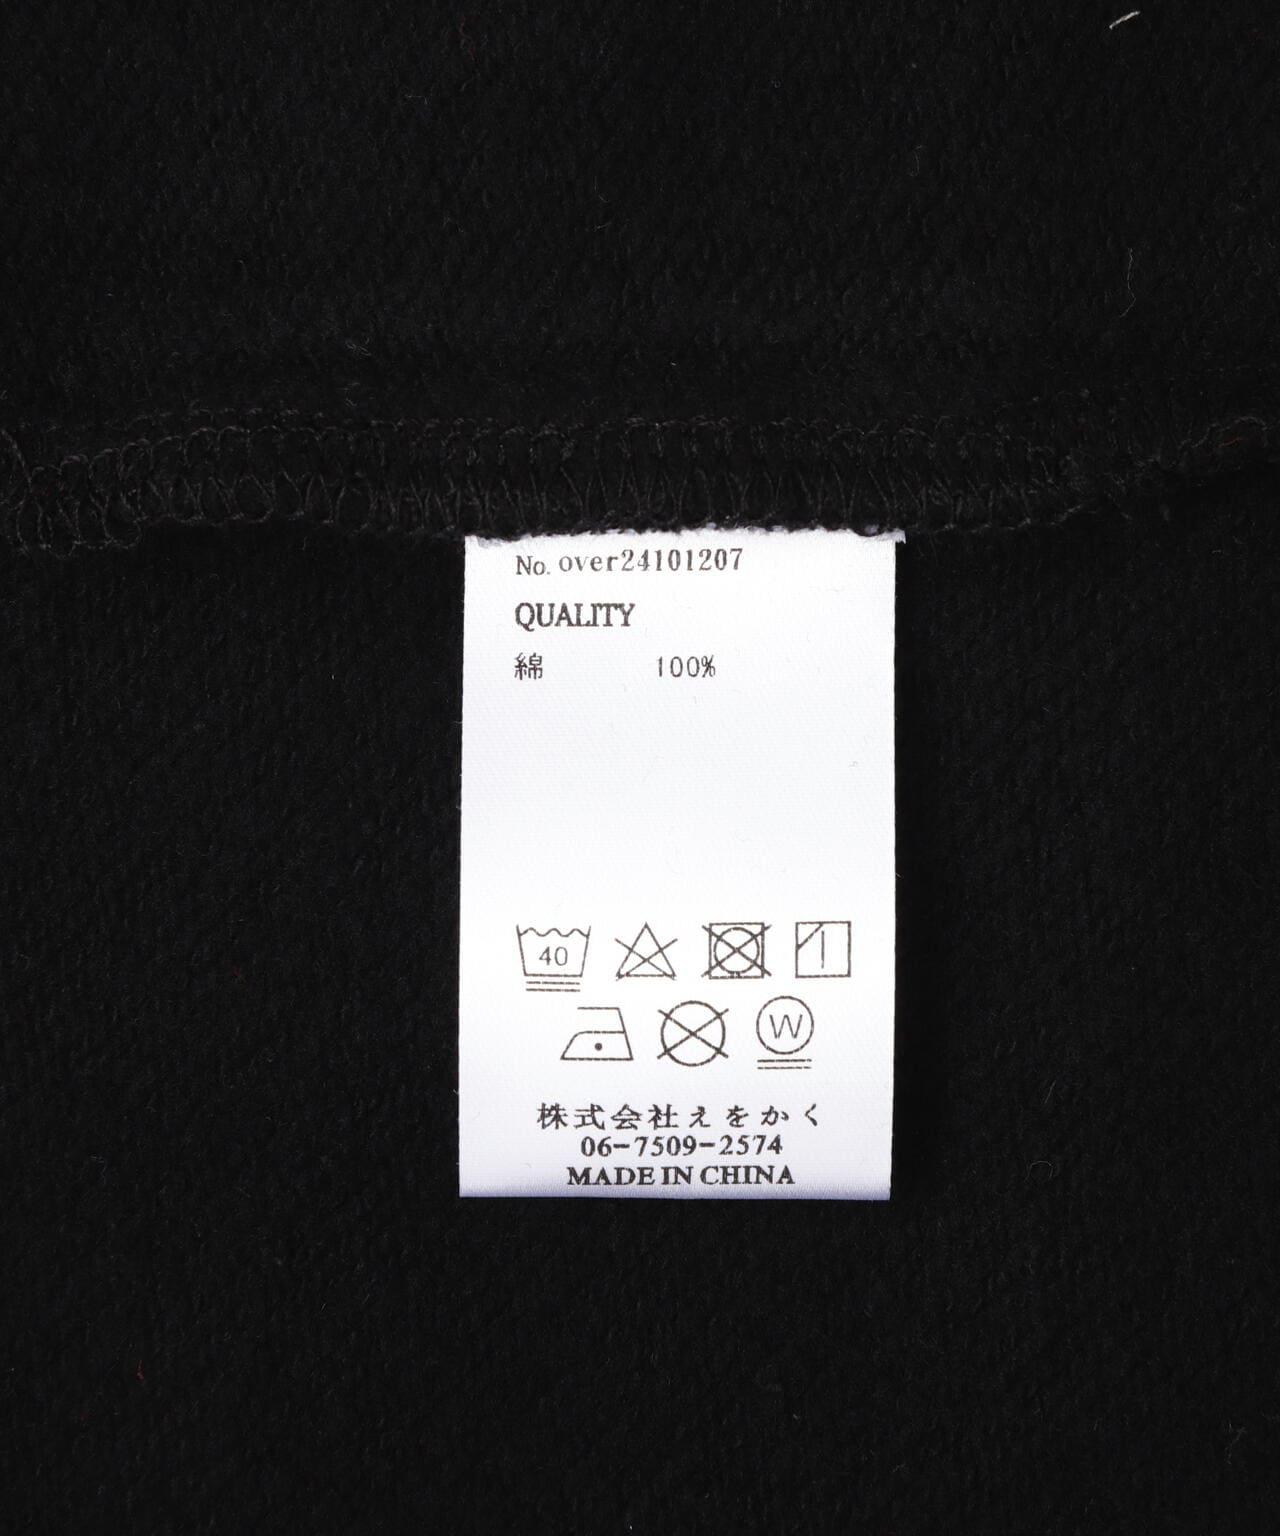 No. over24101207
QUALITY
綿 100%
40
W
株式会社えをかく
06-7509-2574
MADE IN CHINA